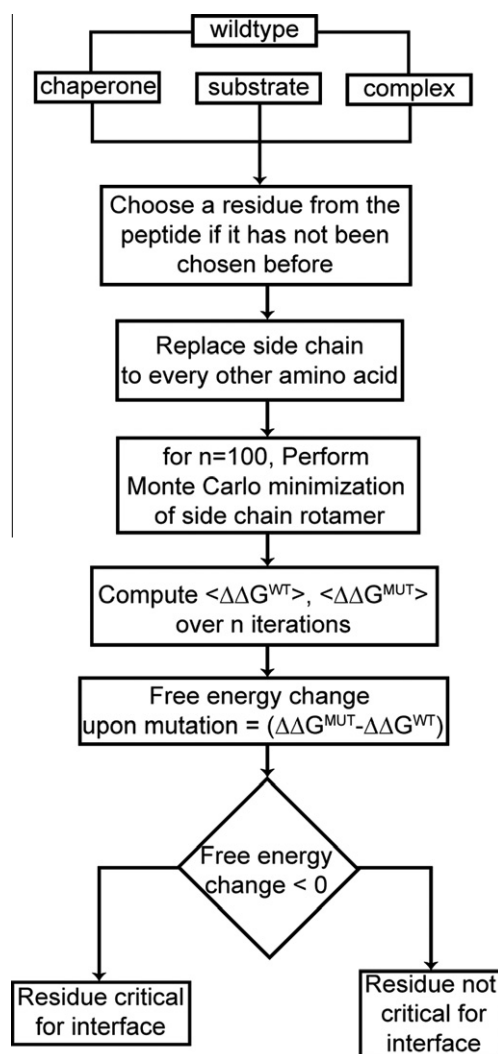 wildtype
chaperone
substrate
complex
Choose a residue from the
peptide if it has not been
chosen before
Replace side chain
to every other amino acid
for n=100, Perform
Monte Carlo minimization
of side chain rotamer
Compute <ΔΔG^WT>, <ΔΔG^MUT>
over n iterations
Free energy change
upon mutation = (ΔΔG^MUT-ΔΔG^WT)
Free energy
change < 0
Residue critical
for interface
Residue not
critical for
interface